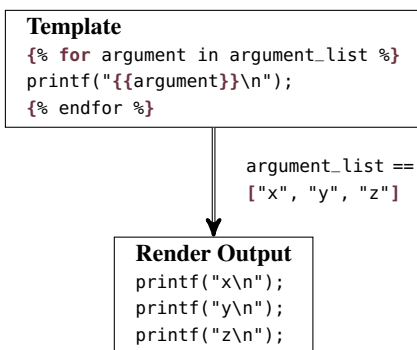 Template
{% for argument in argument_list %}
printf("{{argument}}\n");
{% endfor %}
argument_list ==
["x", "y", "z"]
Render Output
printf("x\n");
printf("y\n");
printf("z\n");